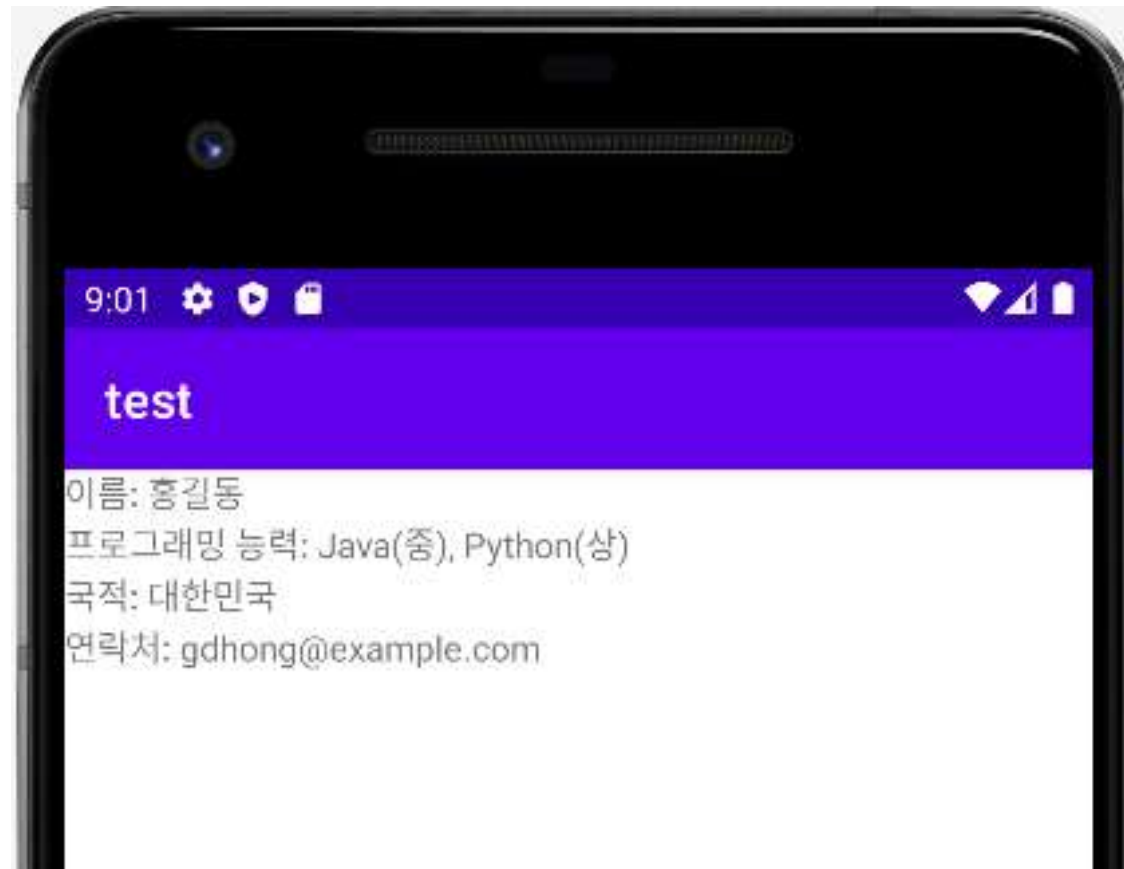 9:01
test
이름: 홍길동
프로그래밍 능력: Java(중), Python(상)
국적: 대한민국
연락처: gdhong@example.com